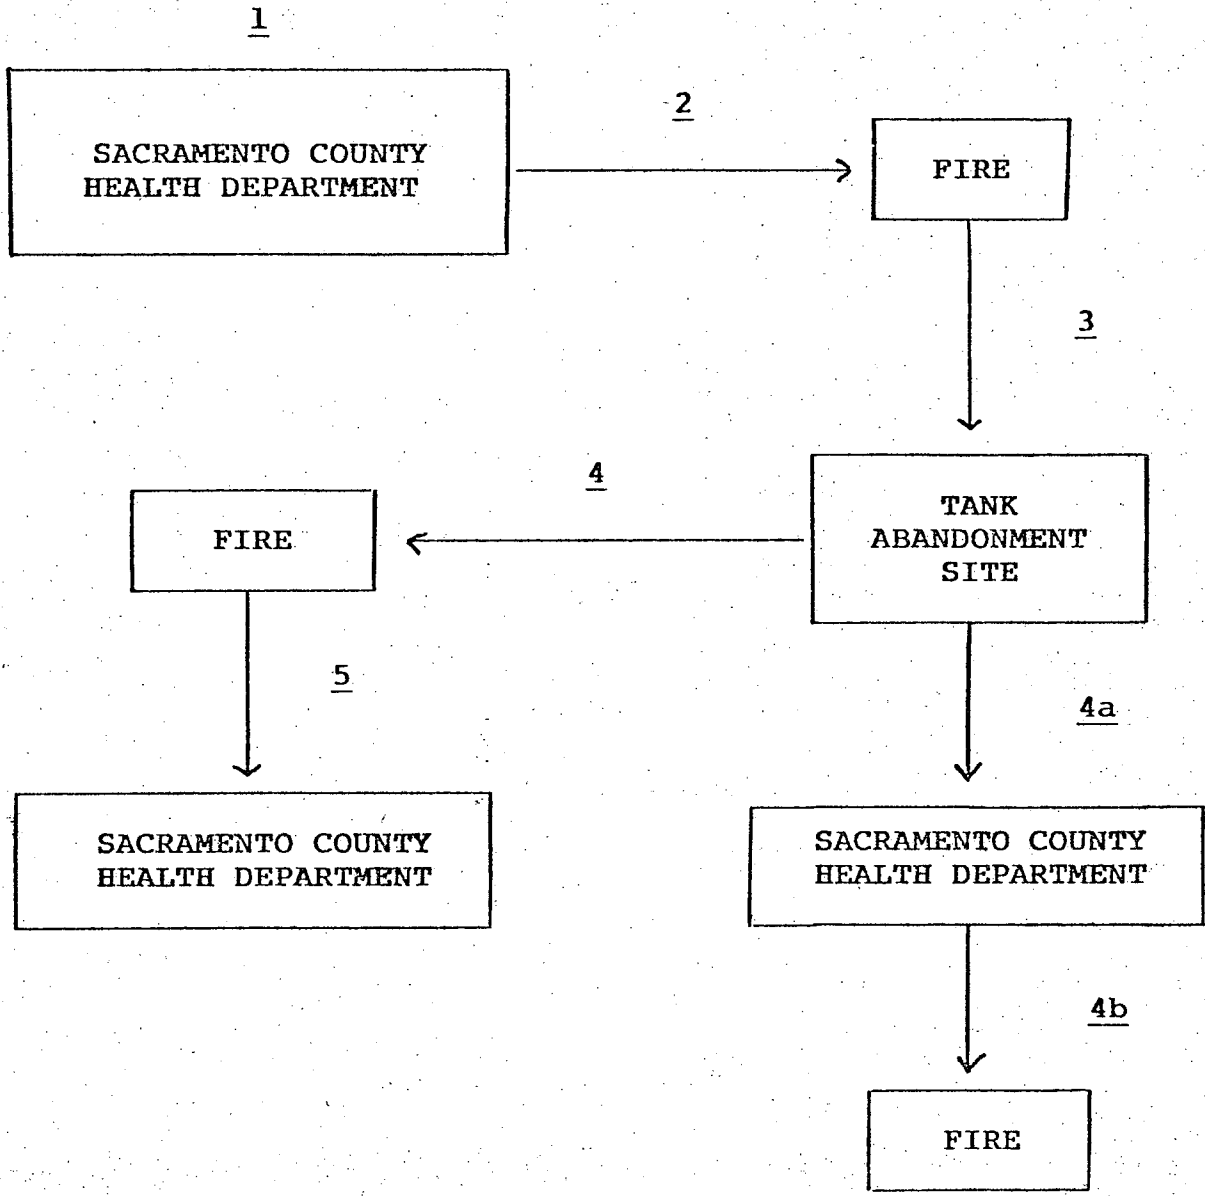 1
SACRAMENTO COUNTY
HEALTH DEPARTMENT
2
FIRE
3
4
FIRE
TANK
ABANDONMENT
SITE
5
4a
SACRAMENTO COUNTY
HEALTH DEPARTMENT
SACRAMENTO COUNTY
HEALTH DEPARTMENT
4b
FIRE